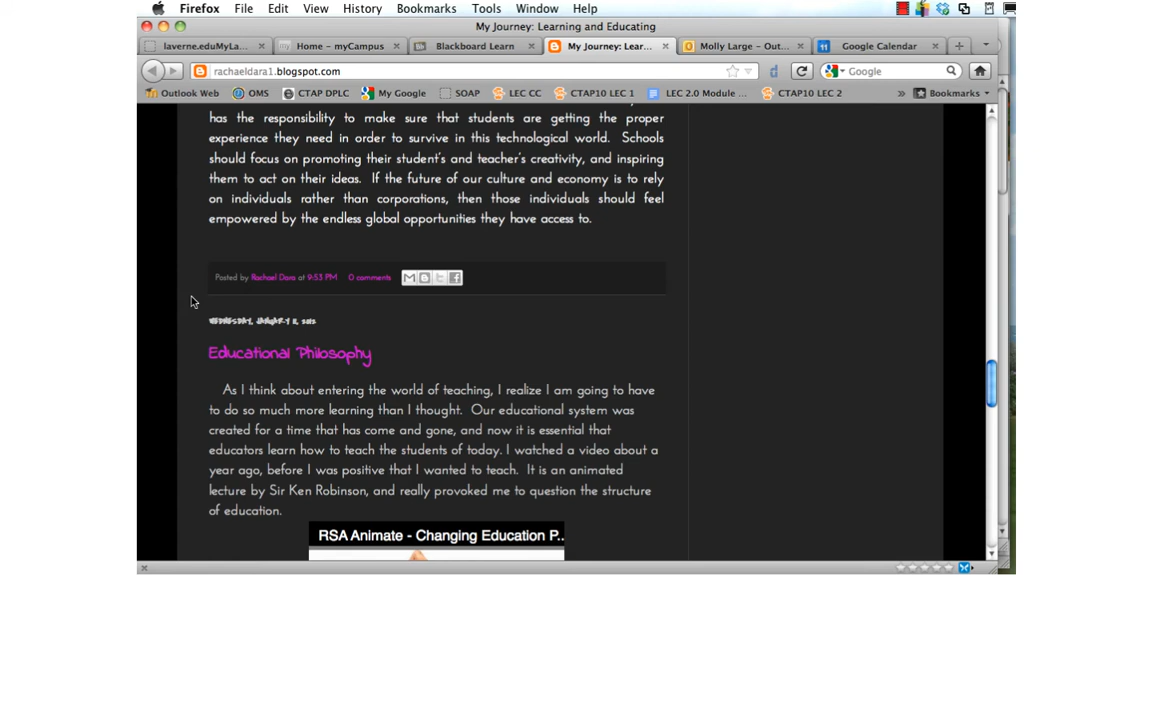 Firefox File Edit View History Bookmarks Tools Window Help
My Journey: Learning and Educating
laverne.eduMyLa... Home - myCampus Blackboard Learn My Journey: Lear... Molly Large - Out... 11 Google Calendar
rachaeldara1.blogspot.com Google
Outlook Web OMS CTAP DPLC My Google SOAP LEC CC CTAP10 LEC 1 LEC 2.0 Module ... CTAP10 LEC 2 » Bookmarks
has the responsibility to make sure that students are getting the proper
experience they need in order to survive in this technological world. Schools
should focus on promoting their student's and teacher's creativity, and inspiring
them to act on their ideas. If the future of our culture and economy is to rely
on individuals rather than corporations, then those individuals should feel
empowered by the endless global opportunities they have access to.
Posted by Rachael Dara at 9:53 PM 0 comments
Educational Philosophy
As I think about entering the world of teaching, I realize I am going to have
to do so much more learning than I thought. Our educational system was
created for a time that has come and gone, and now it is essential that
educators learn how to teach the students of today. I watched a video about a
year ago, before I was positive that I wanted to teach. It is an animated
lecture by Sir Ken Robinson, and really provoked me to question the structure
of education.
RSA Animate - Changing Education P..